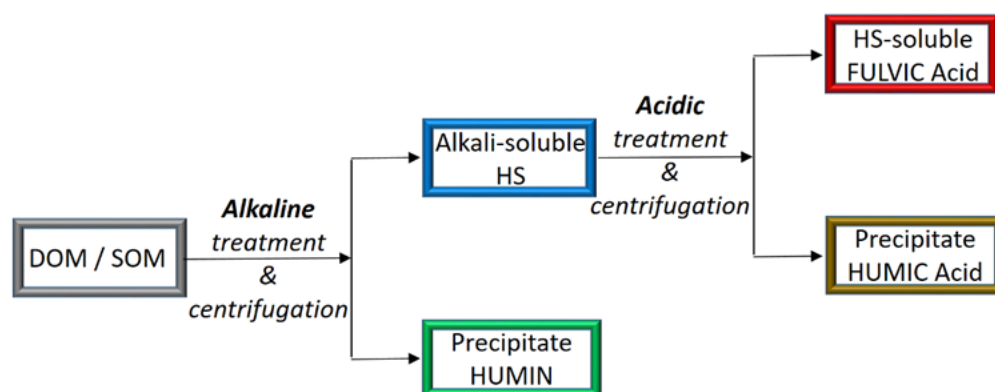 DOM / SOM
Alkaline
treatment
&
centrifugation
Alkali-soluble
HS
Precipitate
HUMIN
Acidic
treatment
&
centrifugation
HS-soluble
FULVIC Acid
Precipitate
HUMIC Acid